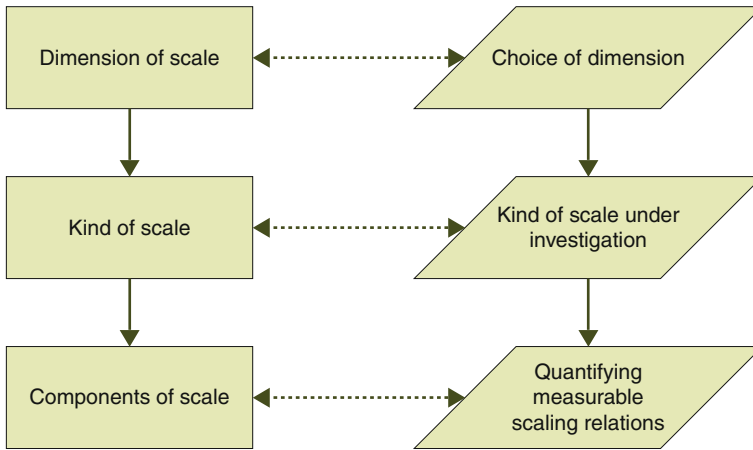 Dimension of scale
Choice of dimension
Kind of scale
Kind of scale under
investigation
Components of scale
Quantifying
measurable
scaling relations